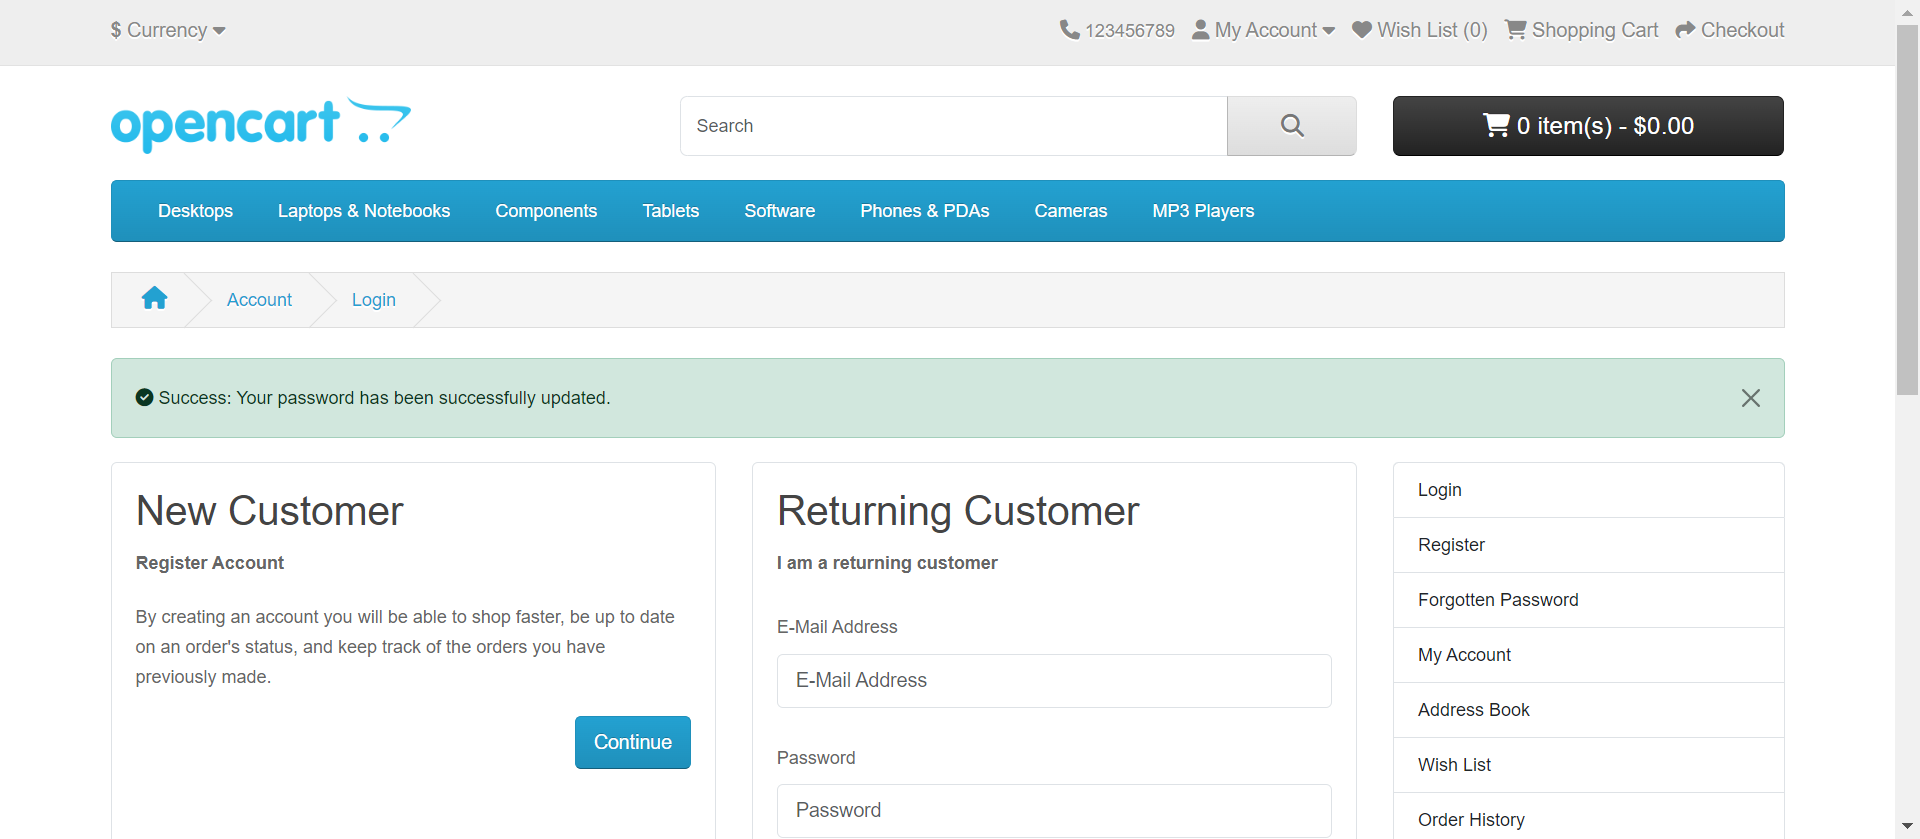 $ Currency
123456789 My Account Wish List (0) Shopping Cart Checkout
opencart
Search
0 item(s) - $0.00
Desktops Laptops & Notebooks Components Tablets Software Phones & PDAs Cameras MP3 Players
Account Login
Success: Your password has been successfully updated.
New Customer
Register Account
By creating an account you will be able to shop faster, be up to date
on an order's status, and keep track of the orders you have
previously made.
Continue
Returning Customer
I am a returning customer
E-Mail Address
E-Mail Address
Password
Password
Login
Register
Forgotten Password
My Account
Address Book
Wish List
Order History